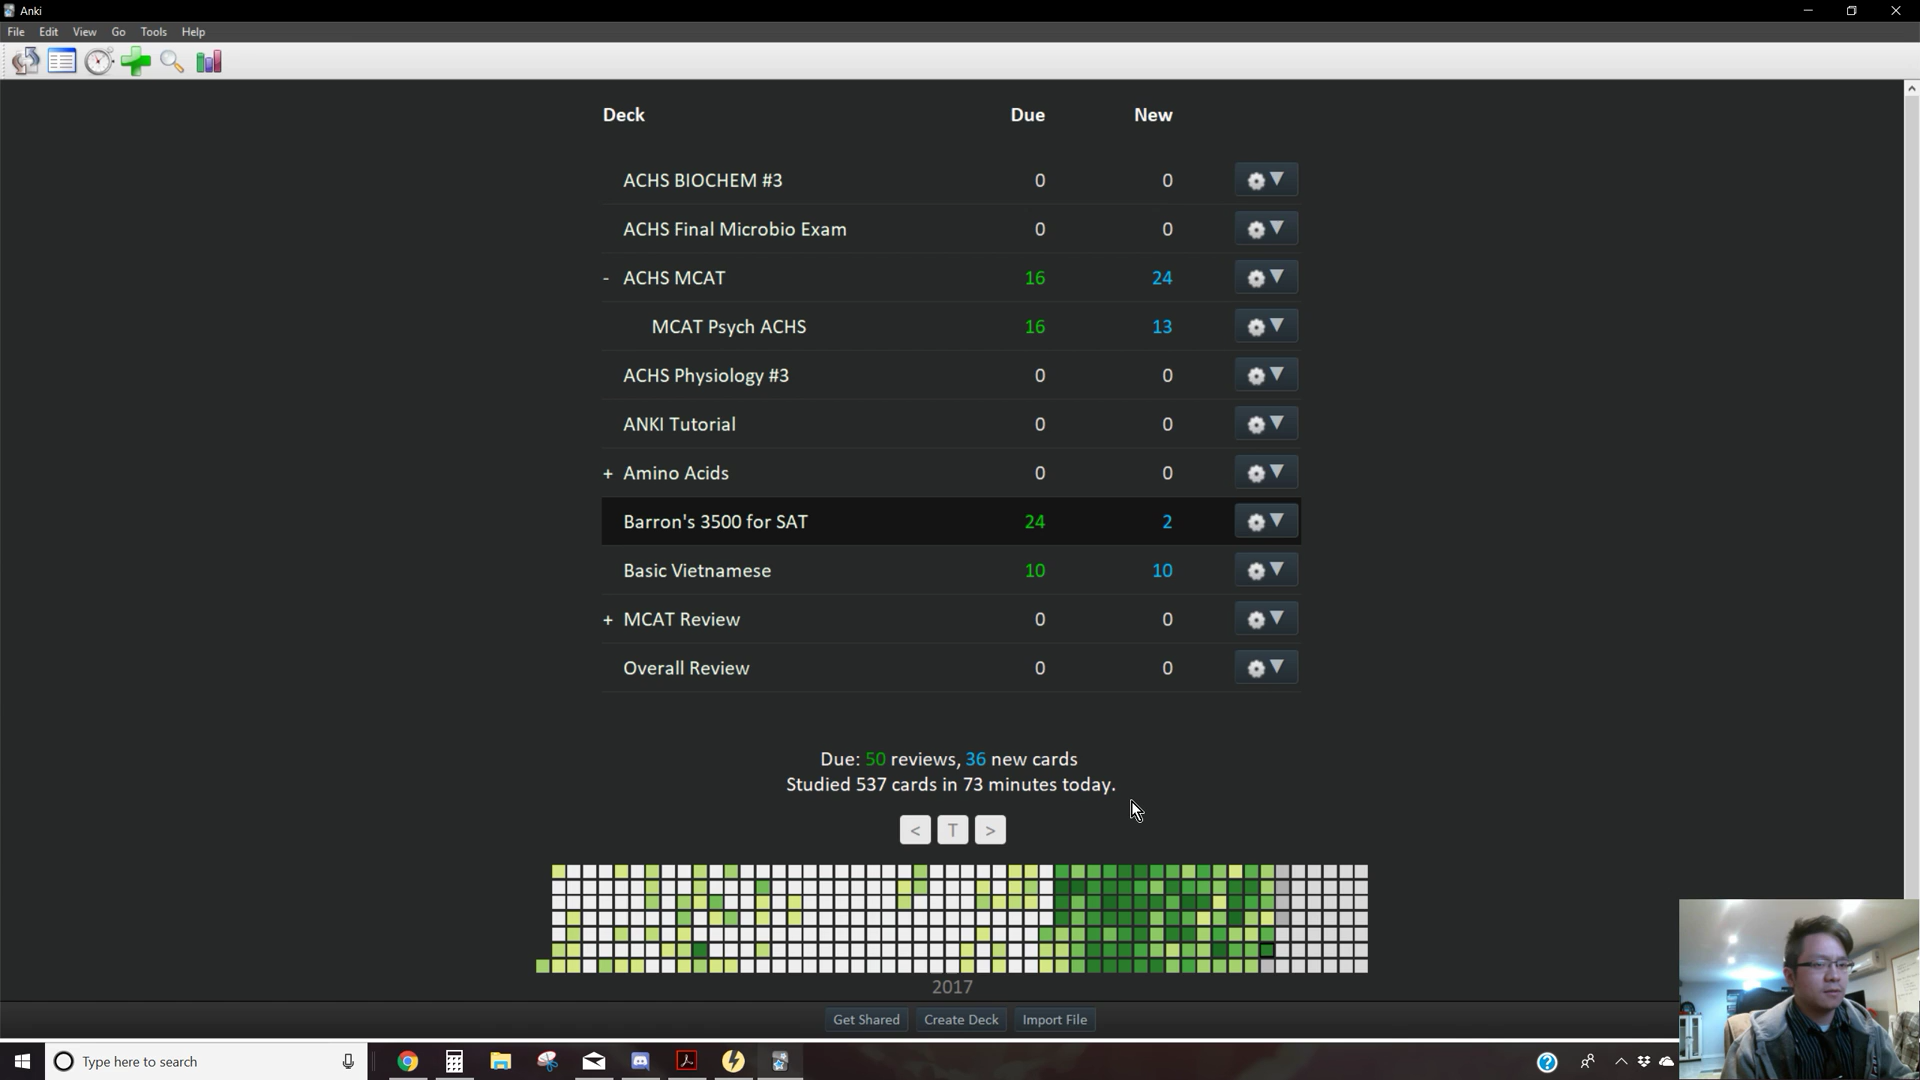 Anki
File Edit View Go Tools Help
Deck Due New
ACHS BIOCHEM #3 0 0
ACHS Final Microbio Exam 0 0
- ACHS MCAT 16 24
MCAT Psych ACHS 16 13
ACHS Physiology #3 0 0
ANKI Tutorial 0 0
+ Amino Acids 0 0
Barron's 3500 for SAT 24 2
Basic Vietnamese 10 10
+ MCAT Review 0 0
Overall Review 0 0
Due: 50 reviews, 36 new cards
Studied 537 cards in 73 minutes today.
< T >
2017
Get Shared Create Deck Import File
Type here to search